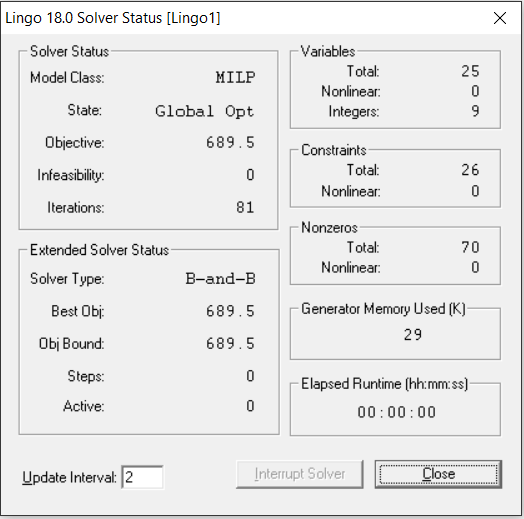 Lingo 18.0 Solver Status [Lingo1]
Solver Status
Model Class: MILP
State: Global Opt
Objective: 689.5
Infeasibility: 0
Iterations: 81
Extended Solver Status
Solver Type: B-and-B
Best Obj: 689.5
Obj Bound: 689.5
Steps: 0
Active: 0
Variables
Total: 25
Nonlinear: 0
Integers: 9
Constraints
Total: 26
Nonlinear: 0
Nonzeros
Total: 70
Nonlinear: 0
Generator Memory Used (K)
29
Elapsed Runtime (hh:mm:ss)
00:00:00
Update Interval: 2
Interrupt Solver
Close